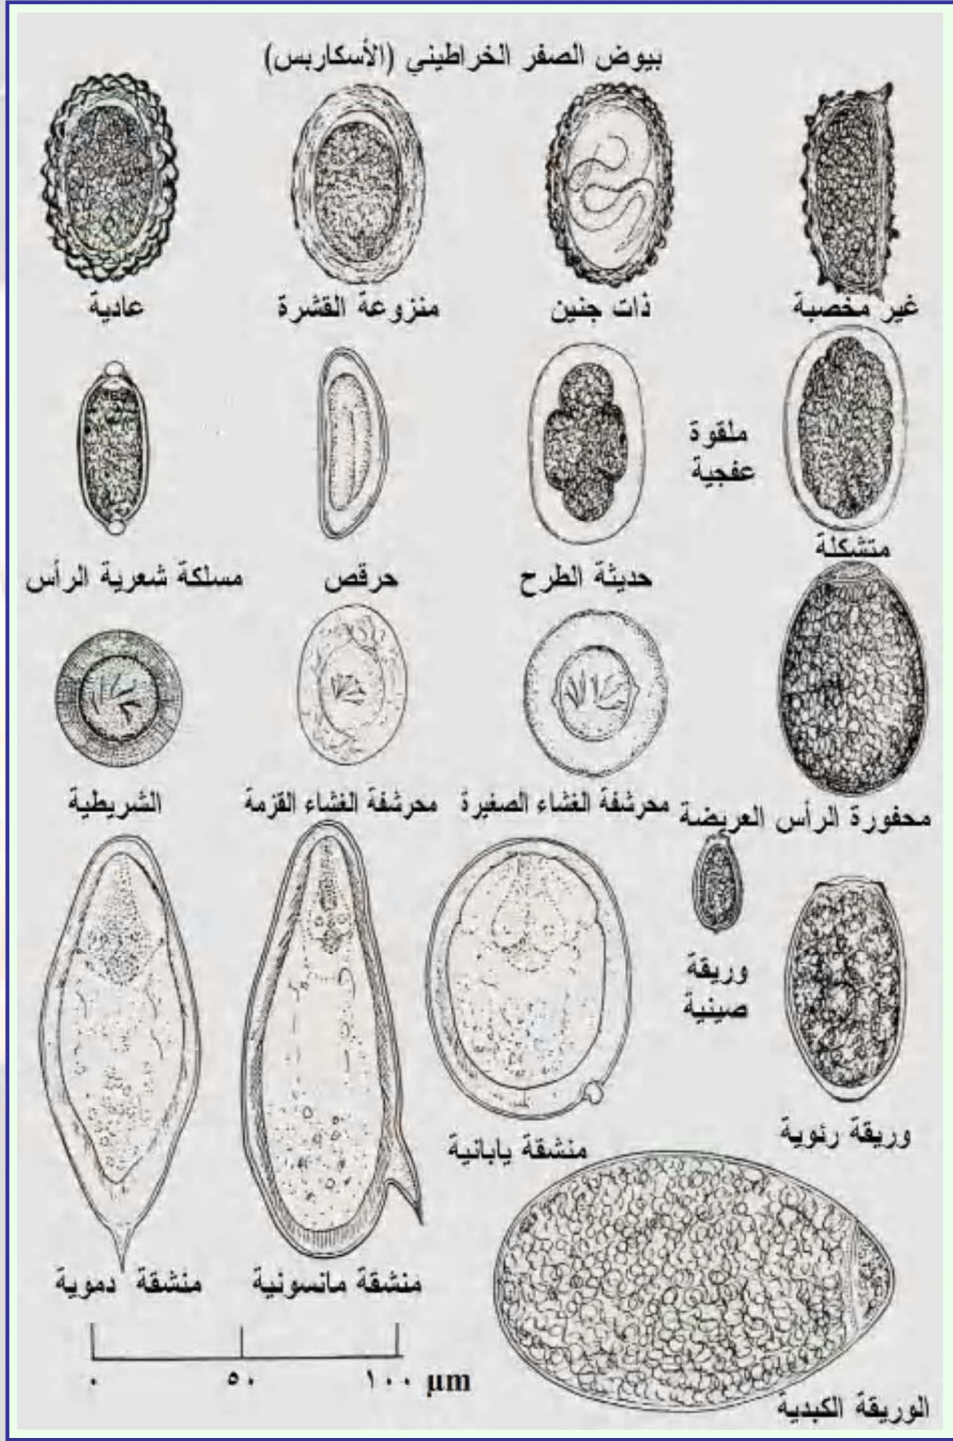 بيوض الصفر الخراطيني (الأسكاريس)
غير مخصبة
ذات جنين
منزوعة القشرة
عادية
ملقوة
عفجية
متشكلة
حديثة الطرح
حرقص
مسلكة شعرية الرأس
محفورة الرأس العريضة
محرشفة الغشاء الصغيرة
محرشفة الغشاء القزمة
الشريطية
وريقة
صينية
وريقة رئوية
منشقة يابانية
منشقة مانسونية
منشقة دموية
٠ ٥٠ ١٠٠ µm
الوريقة الكبدية